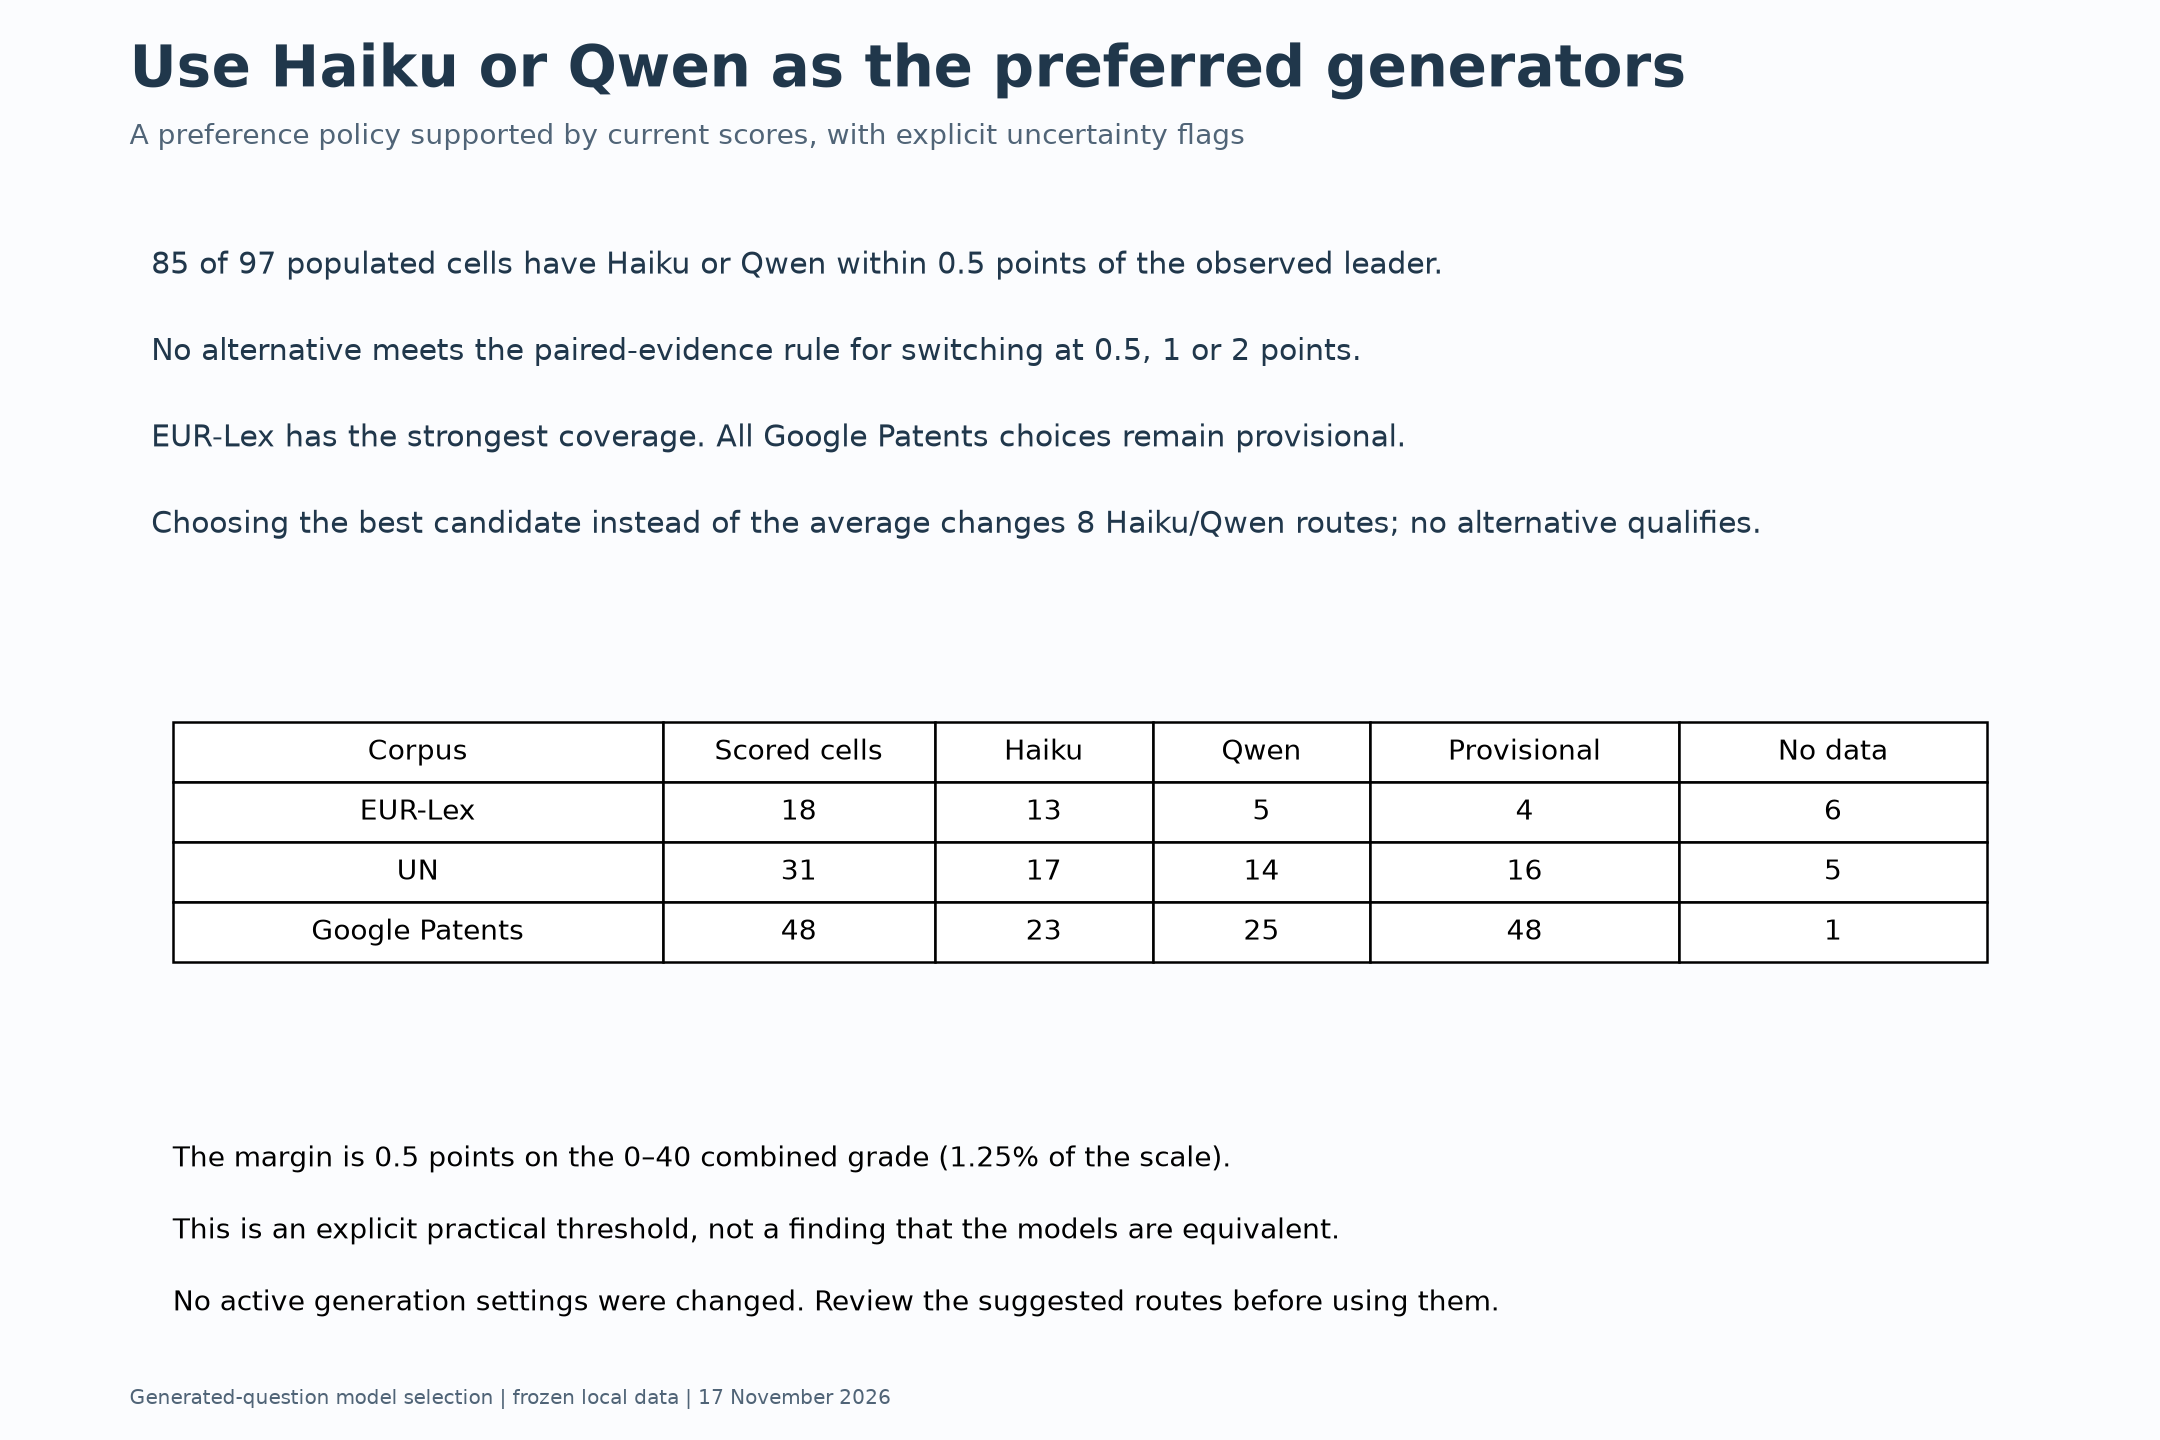 Use Haiku or Qwen as the preferred generators
A preference policy supported by current scores, with explicit uncertainty flags
85 of 97 populated cells have Haiku or Qwen within 0.5 points of the observed leader.
No alternative meets the paired-evidence rule for switching at 0.5, 1 or 2 points.
EUR-Lex has the strongest coverage. All Google Patents choices remain provisional.
Choosing the best candidate instead of the average changes 8 Haiku/Qwen routes; no alternative qualifies.
Corpus Scored cells Haiku Qwen Provisional No data
EUR-Lex 18 13 5 4 6
UN 31 17 14 16 5
Google Patents 48 23 25 48 1
The margin is 0.5 points on the 0–40 combined grade (1.25% of the scale).
This is an explicit practical threshold, not a finding that the models are equivalent.
No active generation settings were changed. Review the suggested routes before using them.
Generated-question model selection | frozen local data | 17 November 2026